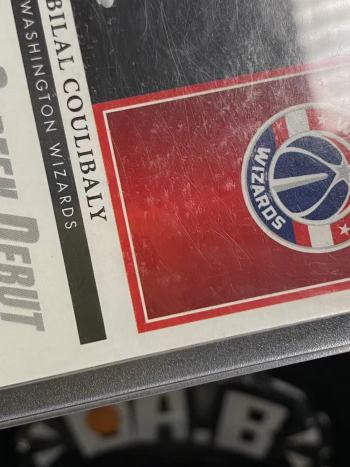 BILAL COULIBALY
WASHINGTON WIZARDS
DEBUT
WIZARDS
A.B